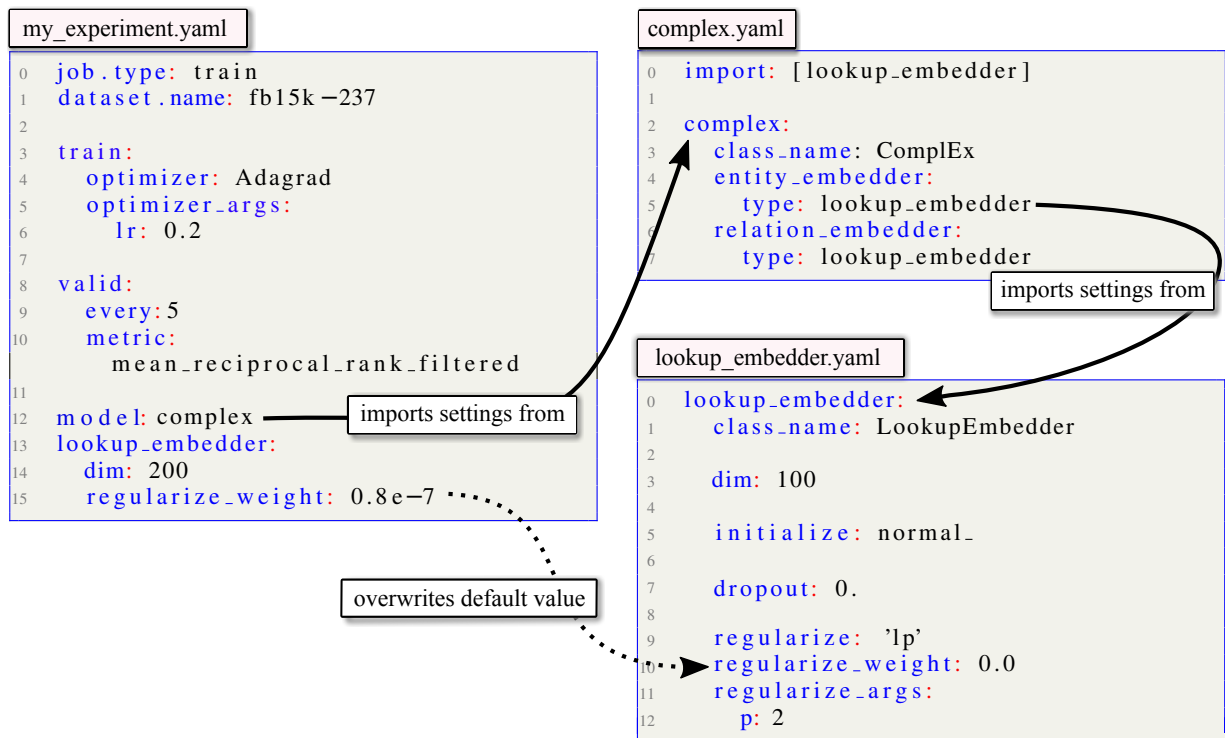 my_experiment.yaml
0 job.type: train
1 dataset.name: fb15k−237
2
3 train:
4 optimizer: Adagrad
5 optimizer_args:
6 lr: 0.2
7
8 valid:
9 every: 5
10 metric:
mean_reciprocal_rank_filtered
11
12 model: complex
13 lookup_embedder:
14 dim: 200
15 regularize_weight: 0.8e−7
imports settings from
overwrites default value
complex.yaml
0 import: [lookup_embedder]
1
2 complex:
3 class_name: ComplEx
4 entity_embedder:
5 type: lookup_embedder
6 relation_embedder:
7 type: lookup_embedder
imports settings from
lookup_embedder.yaml
0 lookup_embedder:
1 class_name: LookupEmbedder
2
3 dim: 100
4
5 initialize: normal_
6
7 dropout: 0.
8
9 regularize: ’lp’
10 regularize_weight: 0.0
11 regularize_args:
12 p: 2